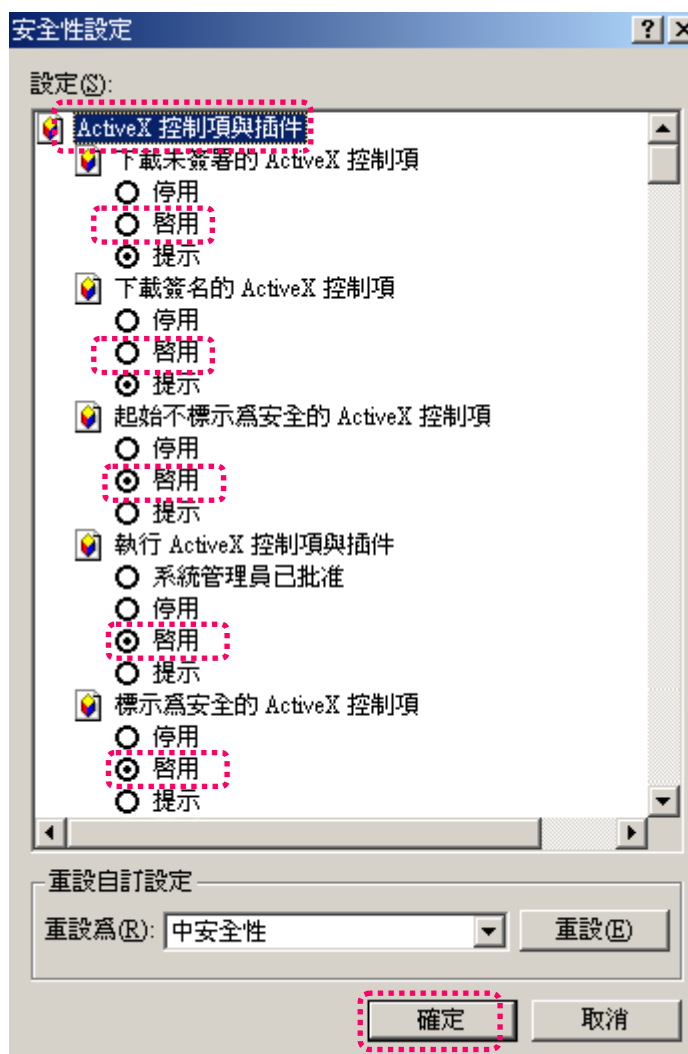 安全性設定
設定(S):
ActiveX 控制項與插件
下載未簽署的 ActiveX 控制項
停用
啓用
提示
下載簽名的 ActiveX 控制項
停用
啓用
提示
起始不標示爲安全的 ActiveX 控制項
停用
啓用
提示
執行 ActiveX 控制項與插件
系統管理員已批准
停用
啓用
提示
標示爲安全的 ActiveX 控制項
停用
啓用
提示
重設自訂設定
重設爲(R): 中安全性 重設(E)
確定 取消